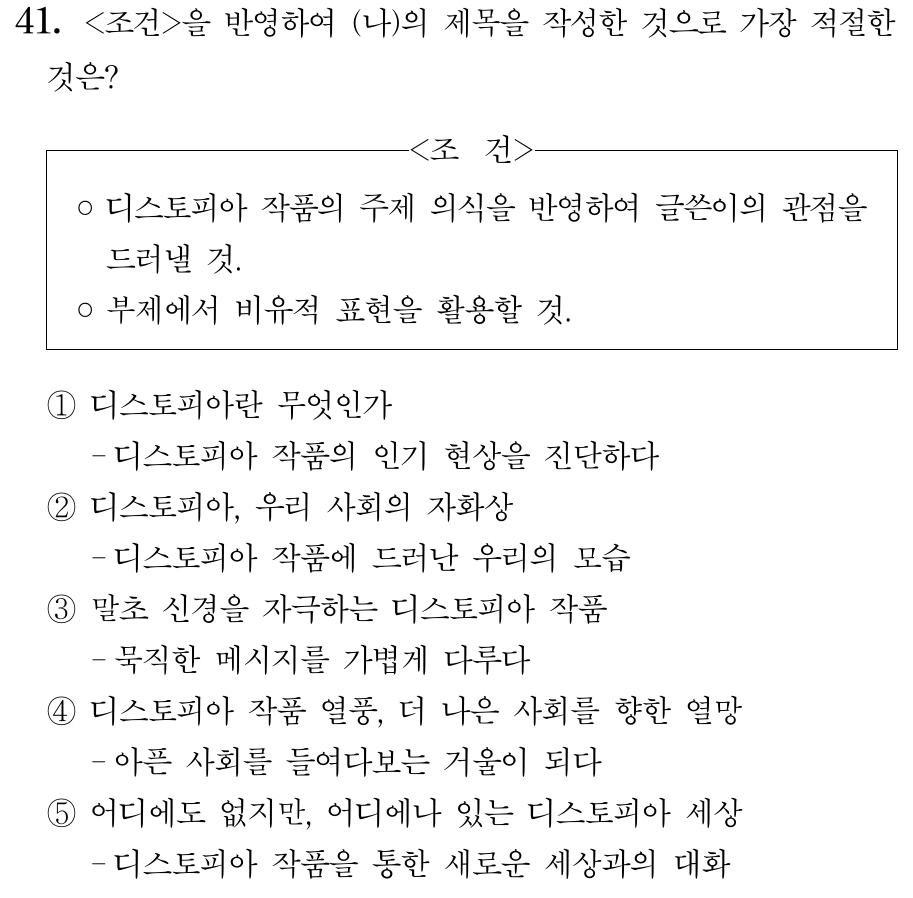 41. <조건>을 반영하여 (나)의 제목을 작성한 것으로 가장 적절한
것은?
<조 건>
○ 디스토피아 작품의 주제 의식을 반영하여 글쓴이의 관점을
드러낼 것.
○ 부제에서 비유적 표현을 활용할 것.
① 디스토피아란 무엇인가
- 디스토피아 작품의 인기 현상을 진단하다
② 디스토피아, 우리 사회의 자화상
- 디스토피아 작품에 드러난 우리의 모습
③ 말초 신경을 자극하는 디스토피아 작품
- 묵직한 메시지를 가볍게 다루다
④ 디스토피아 작품 열풍, 더 나은 사회를 향한 열망
- 아픈 사회를 들여다보는 거울이 되다
⑤ 어디에도 없지만, 어디에나 있는 디스토피아 세상
- 디스토피아 작품을 통한 새로운 세상과의 대화